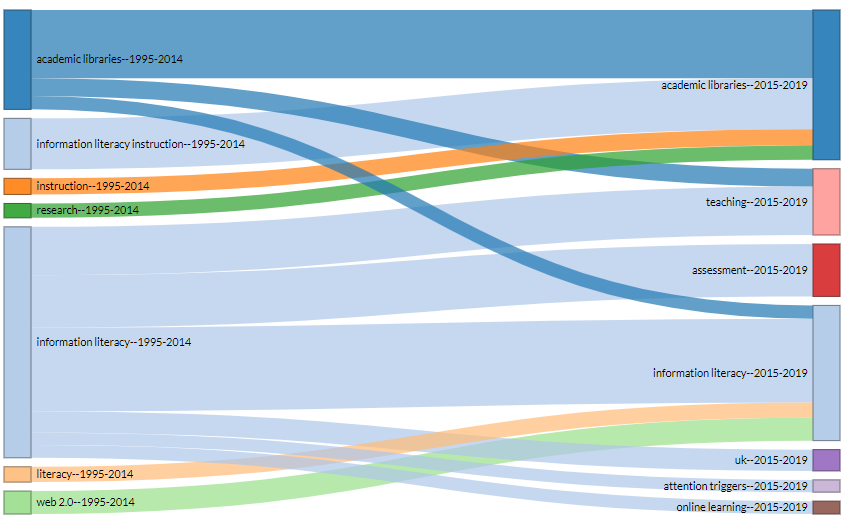 academic libraries--1995-2014
academic libraries--2015-2019
information literacy instruction--1995-2014
instruction--1995-2014
teaching--2015-2019
research--1995-2014
assessment--2015-2019
information literacy--1995-2014
information literacy--2015-2019
uk--2015-2019
literacy--1995-2014
attention triggers--2015-2019
web 2.0--1995-2014
online learning--2015-2019